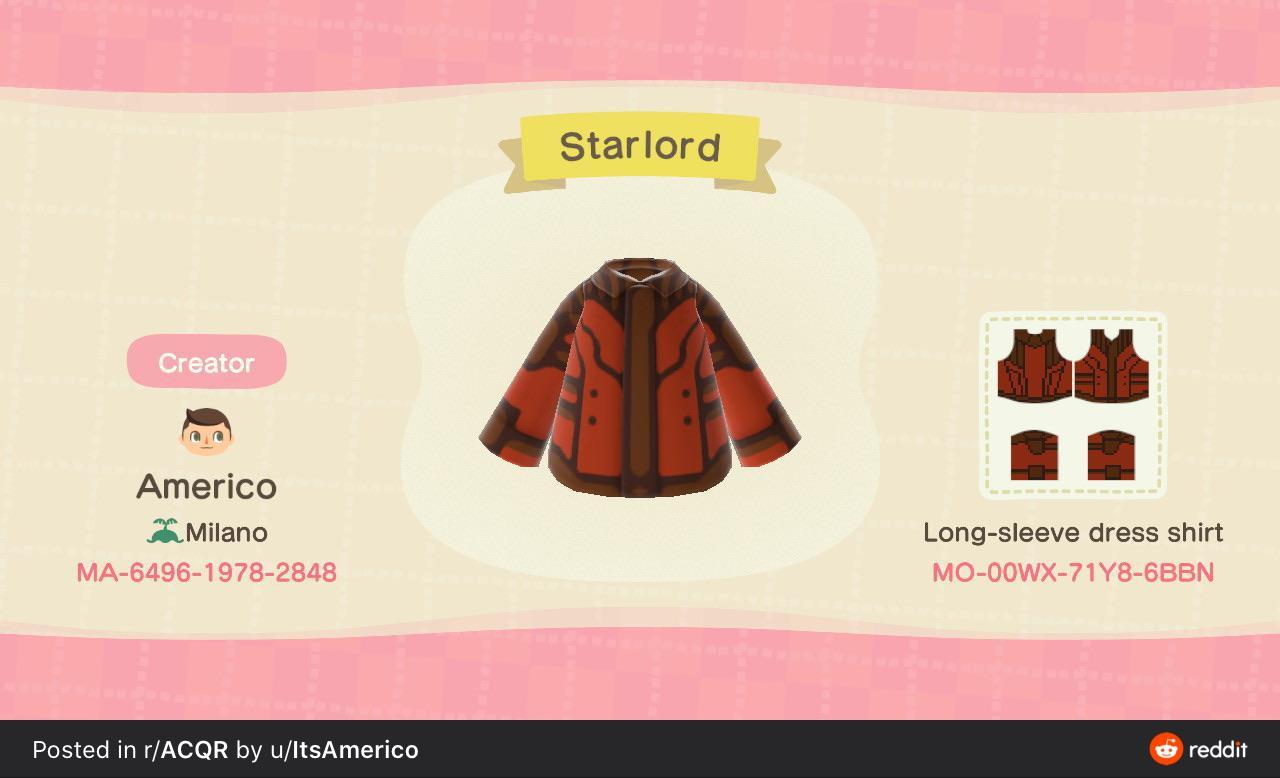 Starlord
Creator
Americo
Milano
MA-6496-1978-2848
Long-sleeve dress shirt
MO-00WX-71Y8-6BBN
Posted in r/ACQR by u/ItsAmerico
reddit